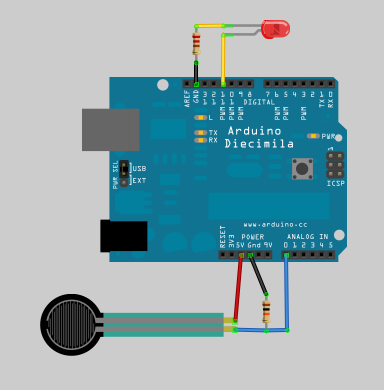 AREF
GND
13
12
11
10
9
8
7
6
5
4
3
2
1
0
PWM
PWM
PWM
PWM
PWM
PWM
TX
RX
DIGITAL
L
TX
RX
Arduino
Diecimila
PWR
PWR SEL
USB
EXT
1
ICSP
www.arduino.cc
RESET
3V3
5V Gnd 9V
POWER
ANALOG IN
0 1 2 3 4 5